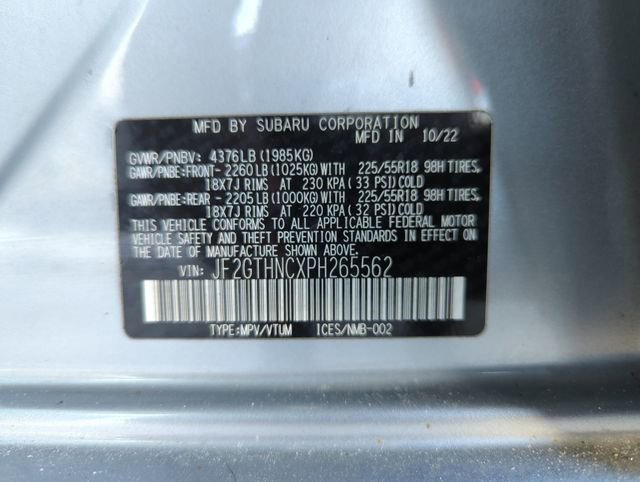 MFD BY SUBARU CORPORATION
MFD IN 10/22
GVWR/PNBV: 4376LB (1985KG)
GAWR/PNBE:FRONT- 2260LB (1025KG) WITH 225/55R18 98H TIRES,
18X7J RIMS AT 230 KPA ( 33 PSI) COLD
GAWR/PNBE:REAR - 2205LB (1000KG) WITH 225/55R18 98H TIRES,
18X7J RIMS AT 220 KPA ( 32 PSI) COLD
THIS VEHICLE CONFORMS TO ALL APPLICABLE FEDERAL MOTOR
VEHICLE SAFETY AND THEFT PREVENTION STANDARDS IN EFFECT ON
THE DATE OF MANUFACTURE SHOWN ABOVE.
VIN: JF2GTHNCXPH265562
TYPE:MPV/VTUM ICES/NMB-002